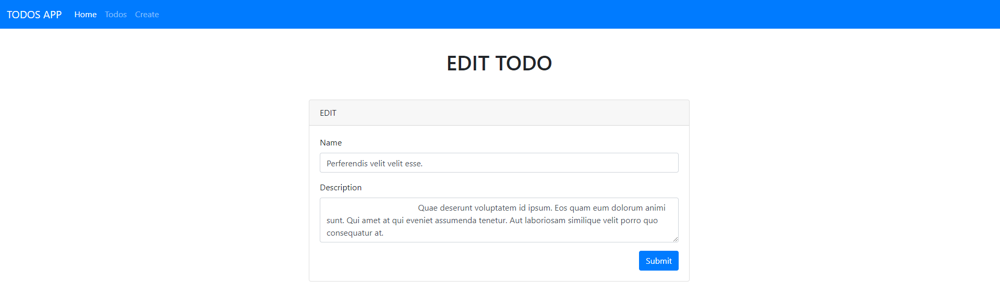 TODOS APP Home Todos Create
EDIT TODO
EDIT
Name
Perferendis velit velit esse.
Description
Quae deserunt voluptatem id ipsum. Eos quam eum dolorum animi
sunt. Qui amet at qui eveniet assumenda tenetur. Aut laboriosam similique velit porro quo
consequatur at.
Submit